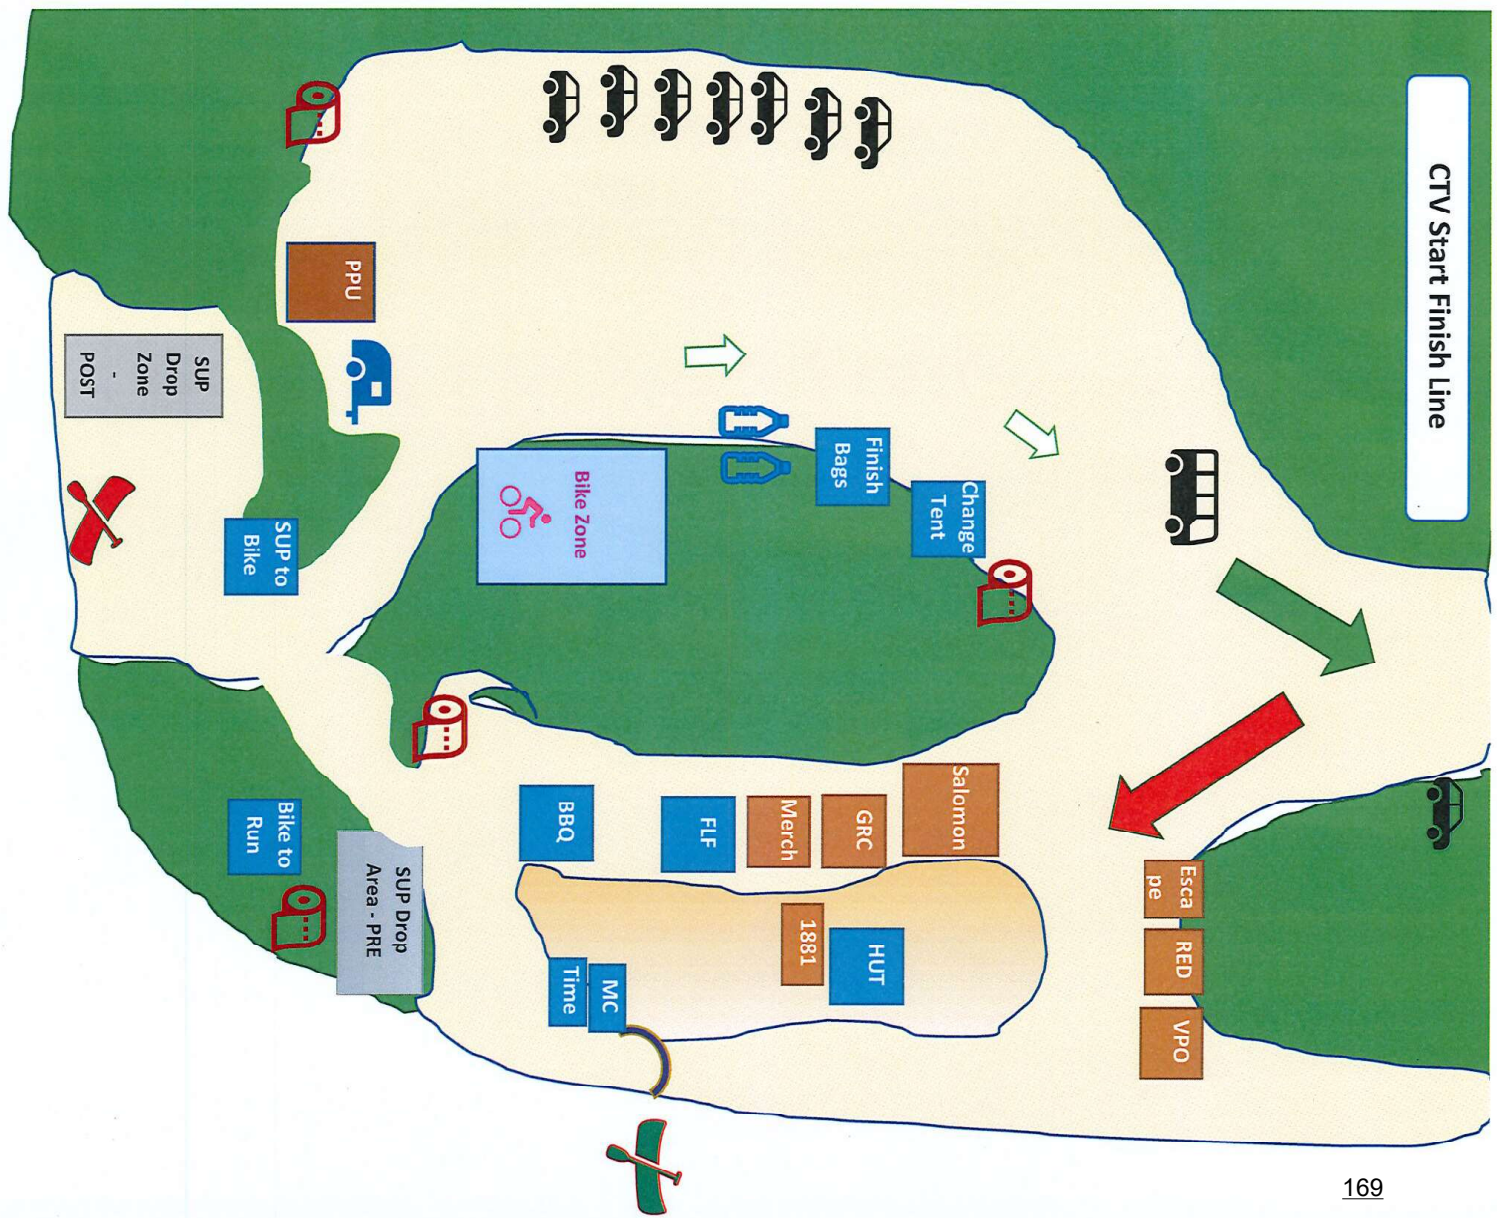 CTV Start Finish Line
PPU
SUP
Drop
Zone
-
POST
SUP to
Bike
Bike Zone
Finish
Bags
Change
Tent
Salomon
GRC
Merch
FLF
BBQ
Bike to
Run
SUP Drop
Area - PRE
Esca
pe
RED
VPO
HUT
1881
MC
Time
169